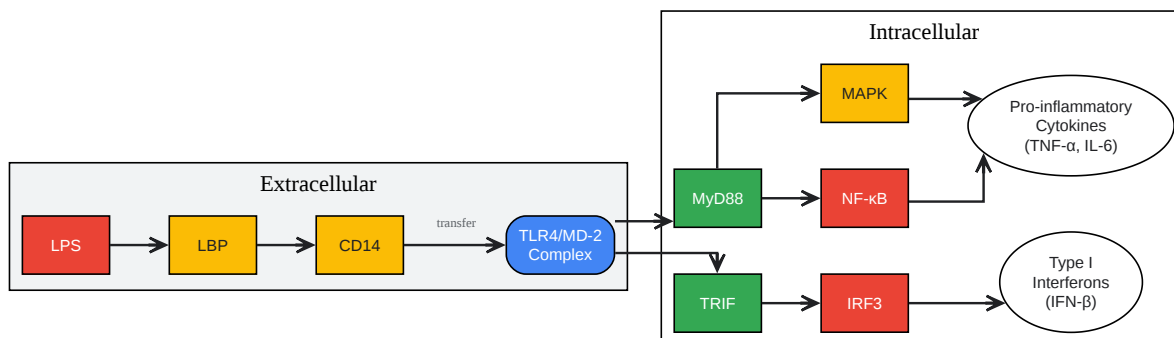 Extracellular
LPS
LBP
CD14
transfer
TLR4/MD-2
Complex
Intracellular
MAPK
MyD88
NF-κB
Pro-inflammatory
Cytokines
(TNF-α, IL-6)
TRIF
IRF3
Type I
Interferons
(IFN-β)